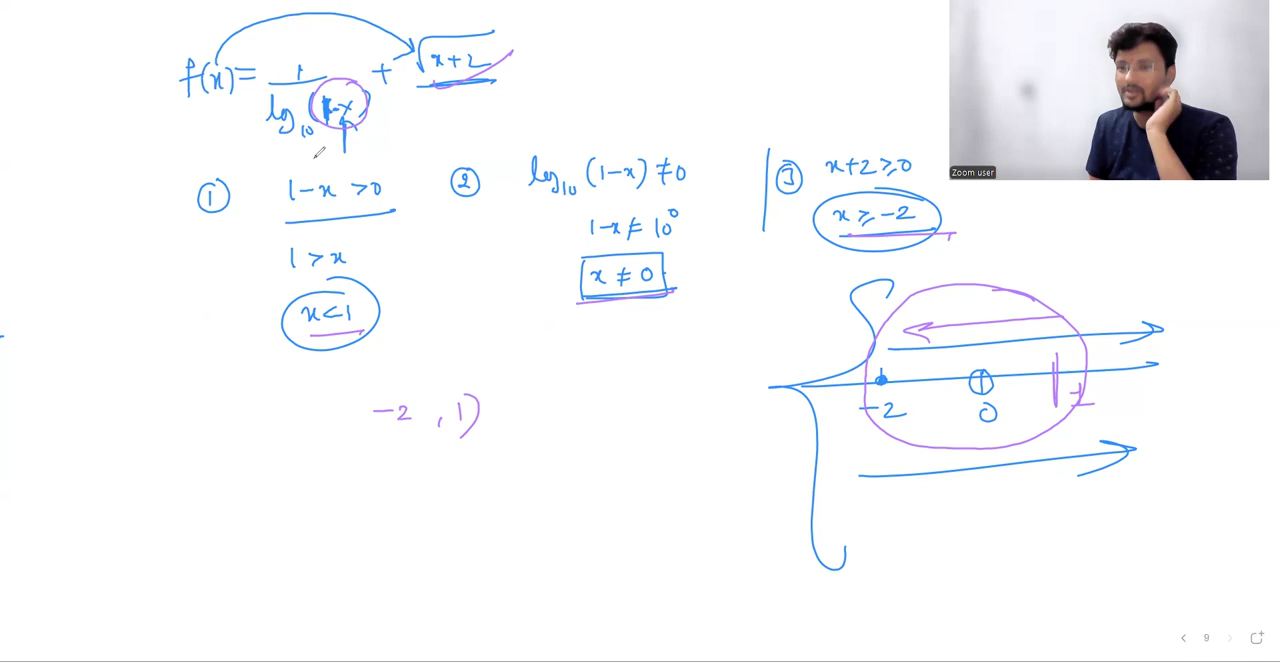 f(x) = 1 / log₁₀ (1-x) + √(x+2)
① 1-x >0
1 > x
x < 1
② log₁₀ (1-x) ≠ 0
1-x ≠ 10⁰
x ≠ 0
③ x+2 ≥ 0
x ≥ -2
-2 0 1
-2 , 1)
Zoom user
9